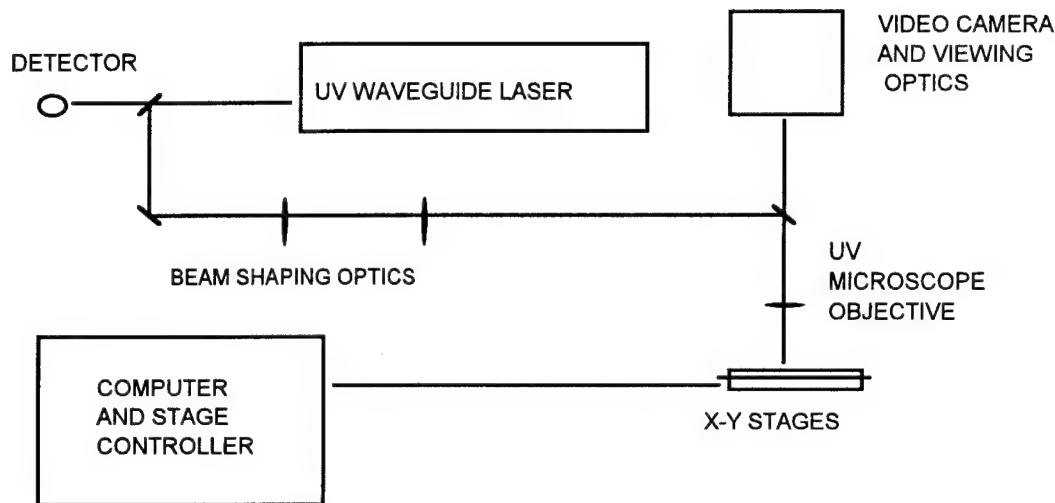 DETECTOR
UV WAVEGUIDE LASER
VIDEO CAMERA
AND VIEWING
OPTICS
BEAM SHAPING OPTICS
UV
MICROSCOPE
OBJECTIVE
COMPUTER
AND STAGE
CONTROLLER
X-Y STAGES